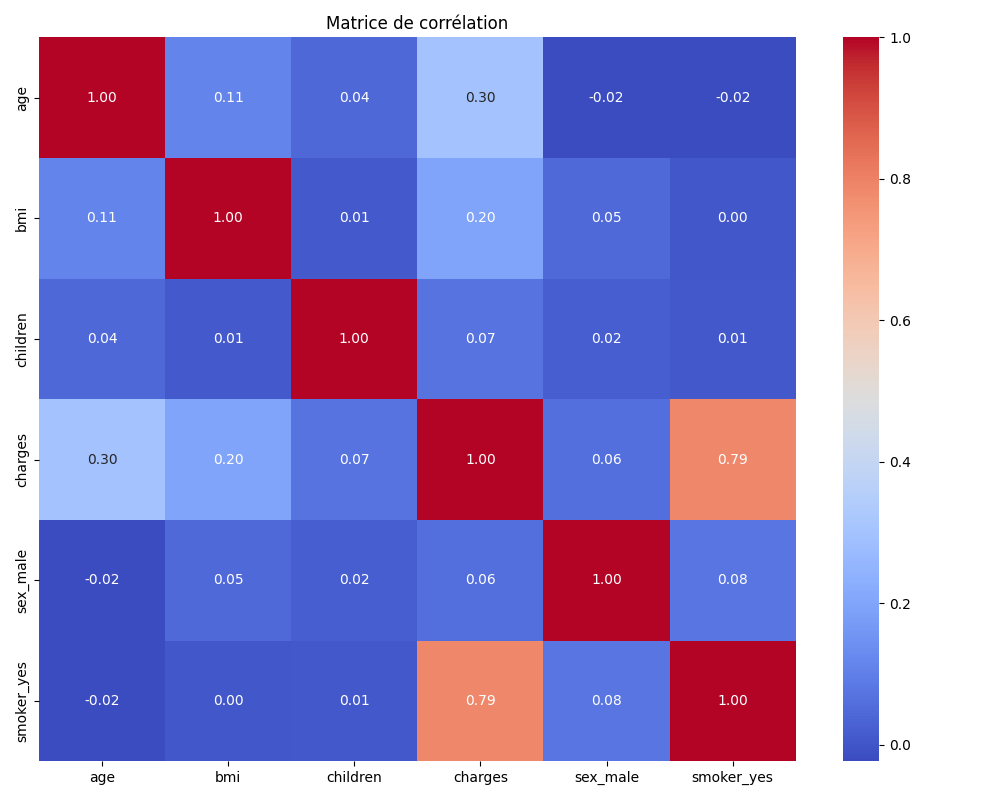 Matrice de corrélation
age 1.00 0.11 0.04 0.30 -0.02 -0.02
bmi 0.11 1.00 0.01 0.20 0.05 0.00
children 0.04 0.01 1.00 0.07 0.02 0.01
charges 0.30 0.20 0.07 1.00 0.06 0.79
sex_male -0.02 0.05 0.02 0.06 1.00 0.08
smoker_yes -0.02 0.00 0.01 0.79 0.08 1.00
age bmi children charges sex_male smoker_yes
1.0
0.8
0.6
0.4
0.2
0.0